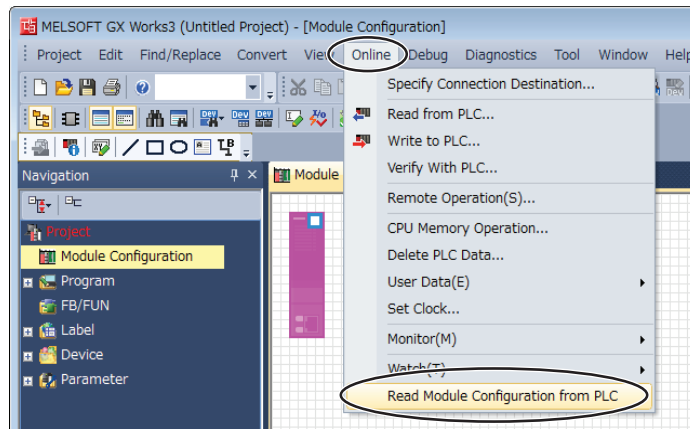 MELSOFT GX Works3 (Untitled Project) - [Module Configuration]
Project Edit Find/Replace Convert View Online Debug Diagnostics Tool Window Help
Specify Connection Destination...
Read from PLC...
Write to PLC...
Verify With PLC...
Remote Operation(S)...
CPU Memory Operation...
Delete PLC Data...
User Data(E)
Set Clock...
Monitor(M)
Watch(T)
Read Module Configuration from PLC
Navigation
Module
Project
Module Configuration
Program
FB/FUN
Label
Device
Parameter